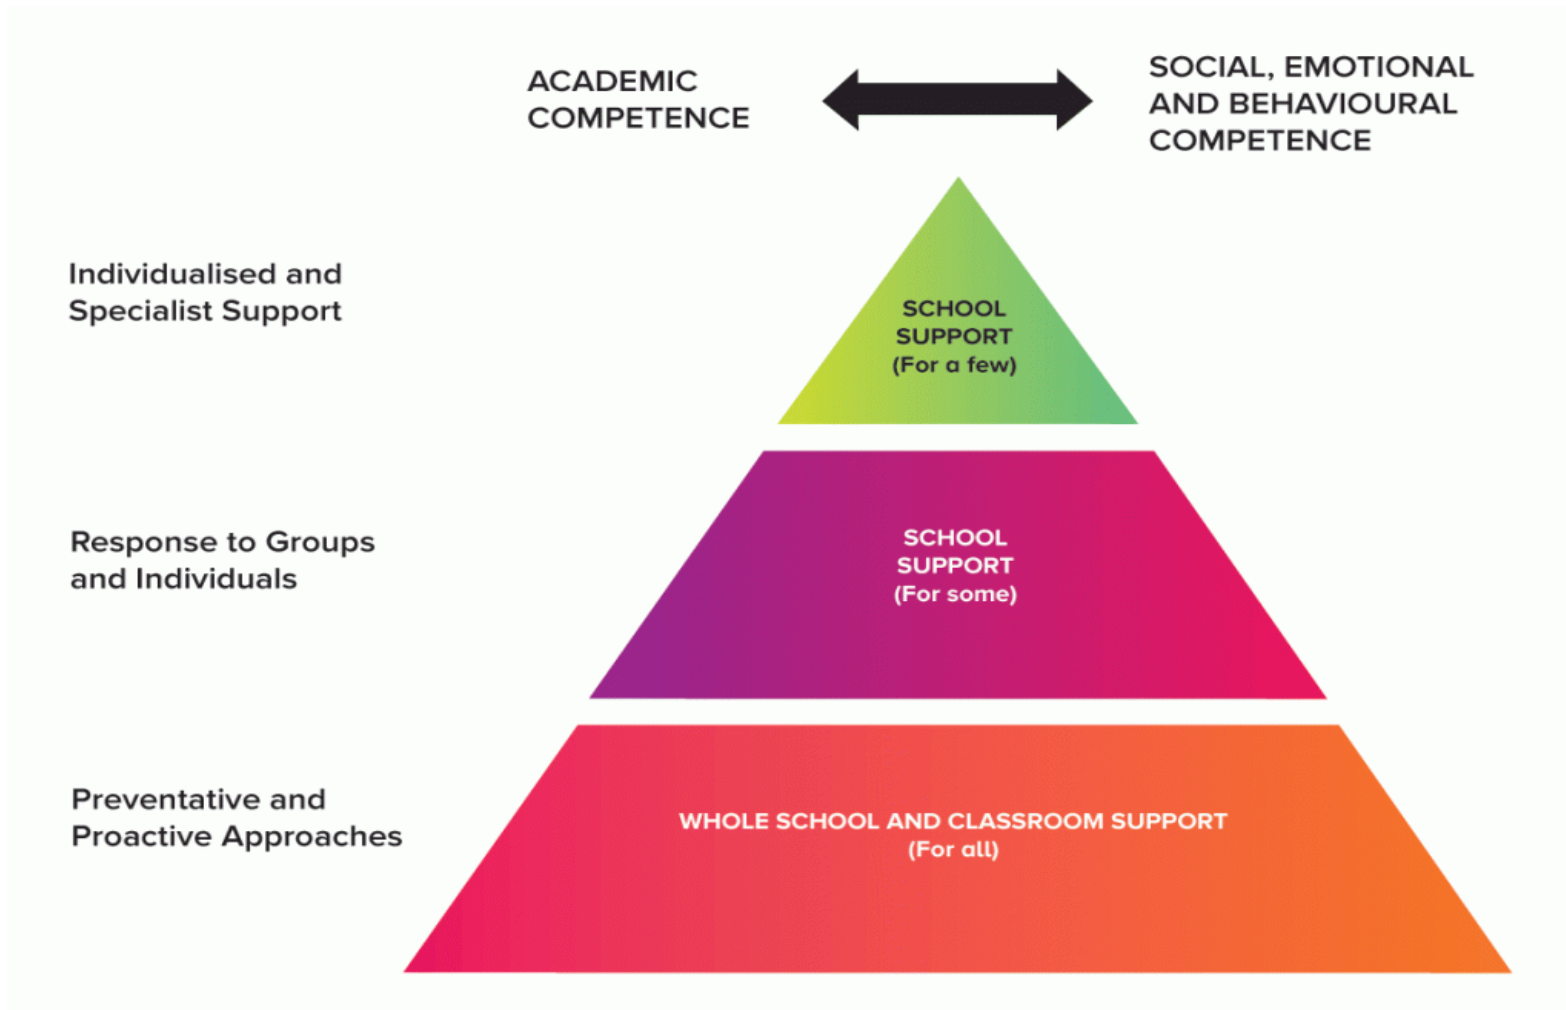 ACADEMIC
COMPETENCE
SOCIAL, EMOTIONAL
AND BEHAVIOURAL
COMPETENCE
Individualised and
Specialist Support
SCHOOL
SUPPORT
(For a few)
Response to Groups
and Individuals
SCHOOL
SUPPORT
(For some)
Preventative and
Proactive Approaches
WHOLE SCHOOL AND CLASSROOM SUPPORT
(For all)